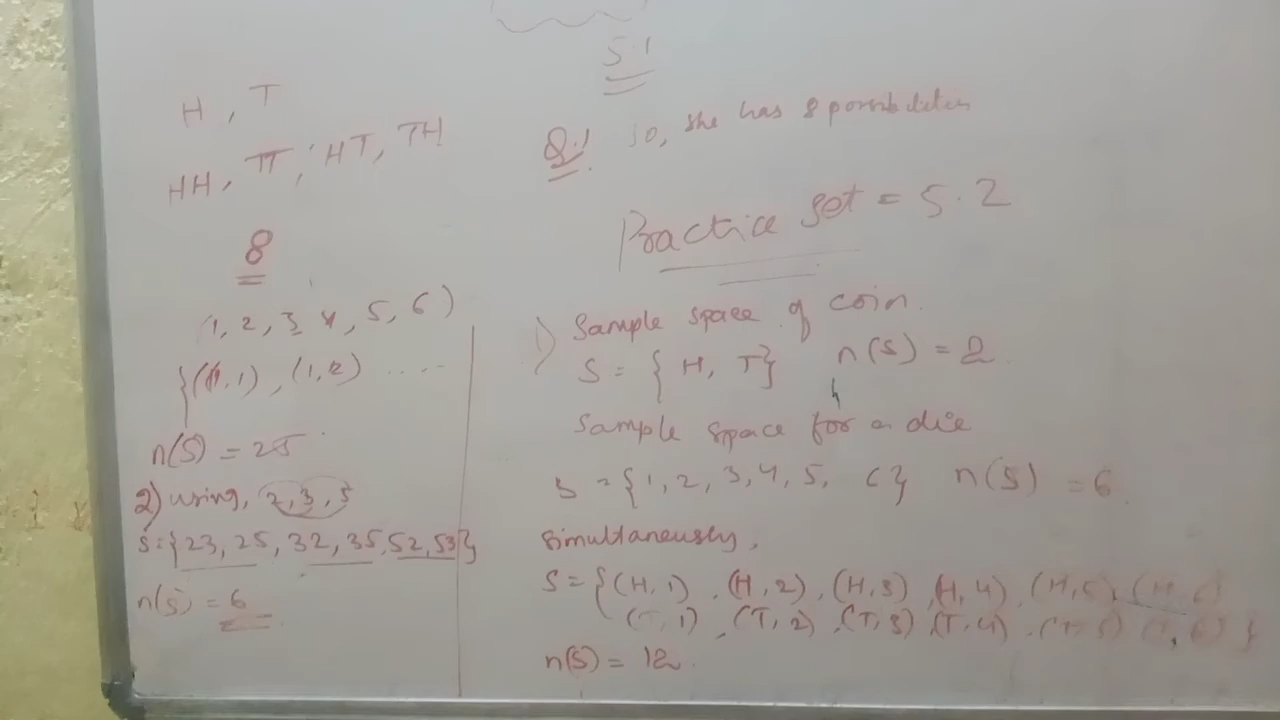 5!
H, T
HH, TT, HT, TH
8
(1, 2, 3 4, 5, 6)
{(1,1), (1,2) ....
n(S) = 25
2) using, 2, 3, 5
S={23, 25, 32, 35, 52, 53}
n(s) = 6
Q.1 so, she has 8 possibilities
Practice set = 5.2
1) Sample space of coin.
S = { H, T} n(s) = 2
Sample space for a die
S = {1, 2, 3, 4, 5, 6} n(s) = 6
Simultaneously,
S = {(H, 1), (H, 2), (H, 3), (H, 4), (H, 5),
(T, 1), (T, 2), (T, 3), (T, 4), (T, 5) (T, 6) }
n(s) = 12.